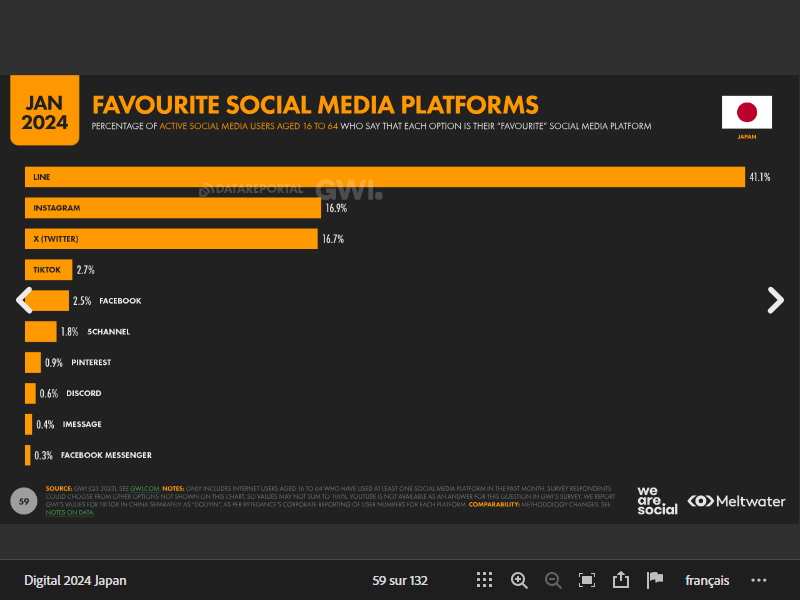 JAN
2024
FAVOURITE SOCIAL MEDIA PLATFORMS
PERCENTAGE OF ACTIVE SOCIAL MEDIA USERS AGED 16 TO 64 WHO SAY THAT EACH OPTION IS THEIR "FAVOURITE" SOCIAL MEDIA PLATFORM
JAPAN
LINE 41.1%
DATAREPORTAL GWI.
INSTAGRAM 16.9%
X (TWITTER) 16.7%
TIKTOK 2.7%
2.5% FACEBOOK
1.8% 5CHANNEL
0.9% PINTEREST
0.6% DISCORD
0.4% IMESSAGE
0.3% FACEBOOK MESSENGER
59
SOURCE: GWI (Q3 2023). SEE GWI.COM. NOTES: ONLY INCLUDES INTERNET USERS AGED 16 TO 64 WHO HAVE USED AT LEAST ONE SOCIAL MEDIA PLATFORM IN THE PAST MONTH. SURVEY RESPONDENTS
COULD CHOOSE FROM OTHER OPTIONS NOT SHOWN ON THIS CHART, SO VALUES MAY NOT SUM TO 100%. YOUTUBE IS NOT AVAILABLE AS AN ANSWER FOR THIS QUESTION IN GWI'S SURVEY. WE REPORT
GWI'S VALUES FOR TIKTOK IN CHINA SEPARATELY AS "DOUYIN", AS PER BYTEDANCE'S CORPORATE REPORTING OF USER NUMBERS FOR EACH PLATFORM. COMPARABILITY: METHODOLOGY CHANGES. SEE
NOTES ON DATA.
we
are.
social
Meltwater
Digital 2024 Japan
59 sur 132
français